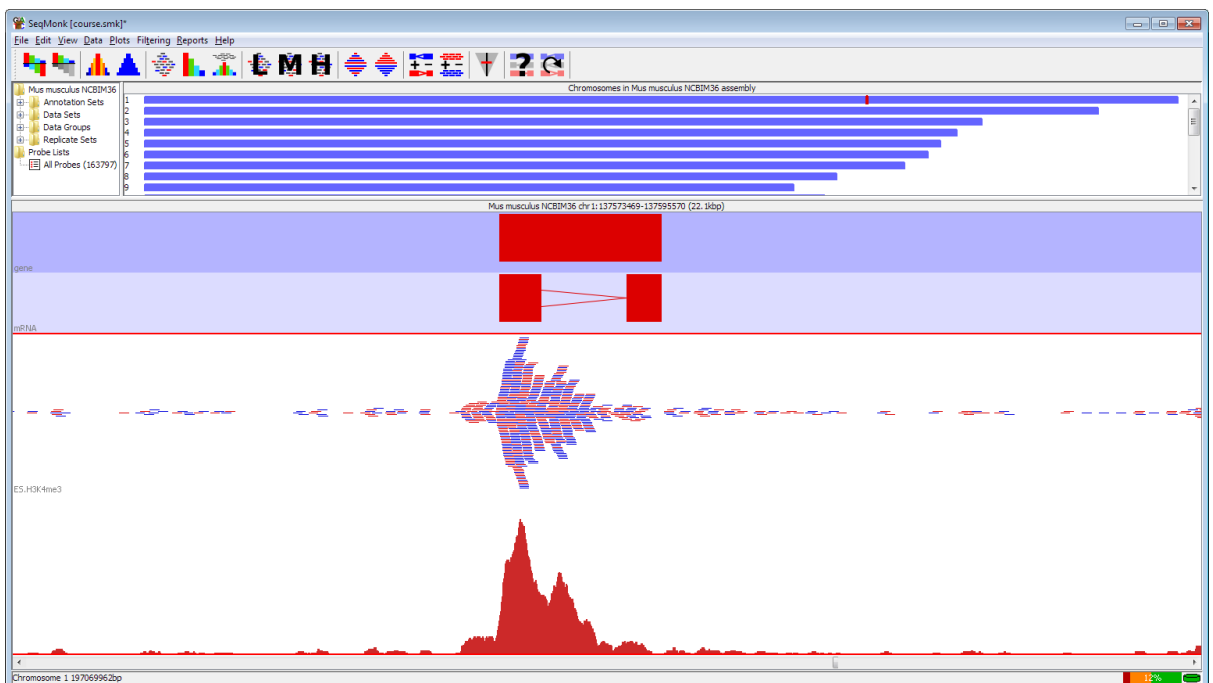 SeqMonk [course.smk]*
File Edit View Data Plots Filtering Reports Help
L M H ?
Mus musculus NCBIM36
Annotation Sets
Data Sets
Data Groups
Replicate Sets
Probe Lists
All Probes (163797)
Chromosomes in Mus musculus NCBIM36 assembly
1
2
3
4
5
6
7
8
9
Mus musculus NCBIM36 chr1:137573469-137595570 (22.1kbp)
gene
mRNA
ES.H3K4me3
Chromosome 1 197069962bp
12%